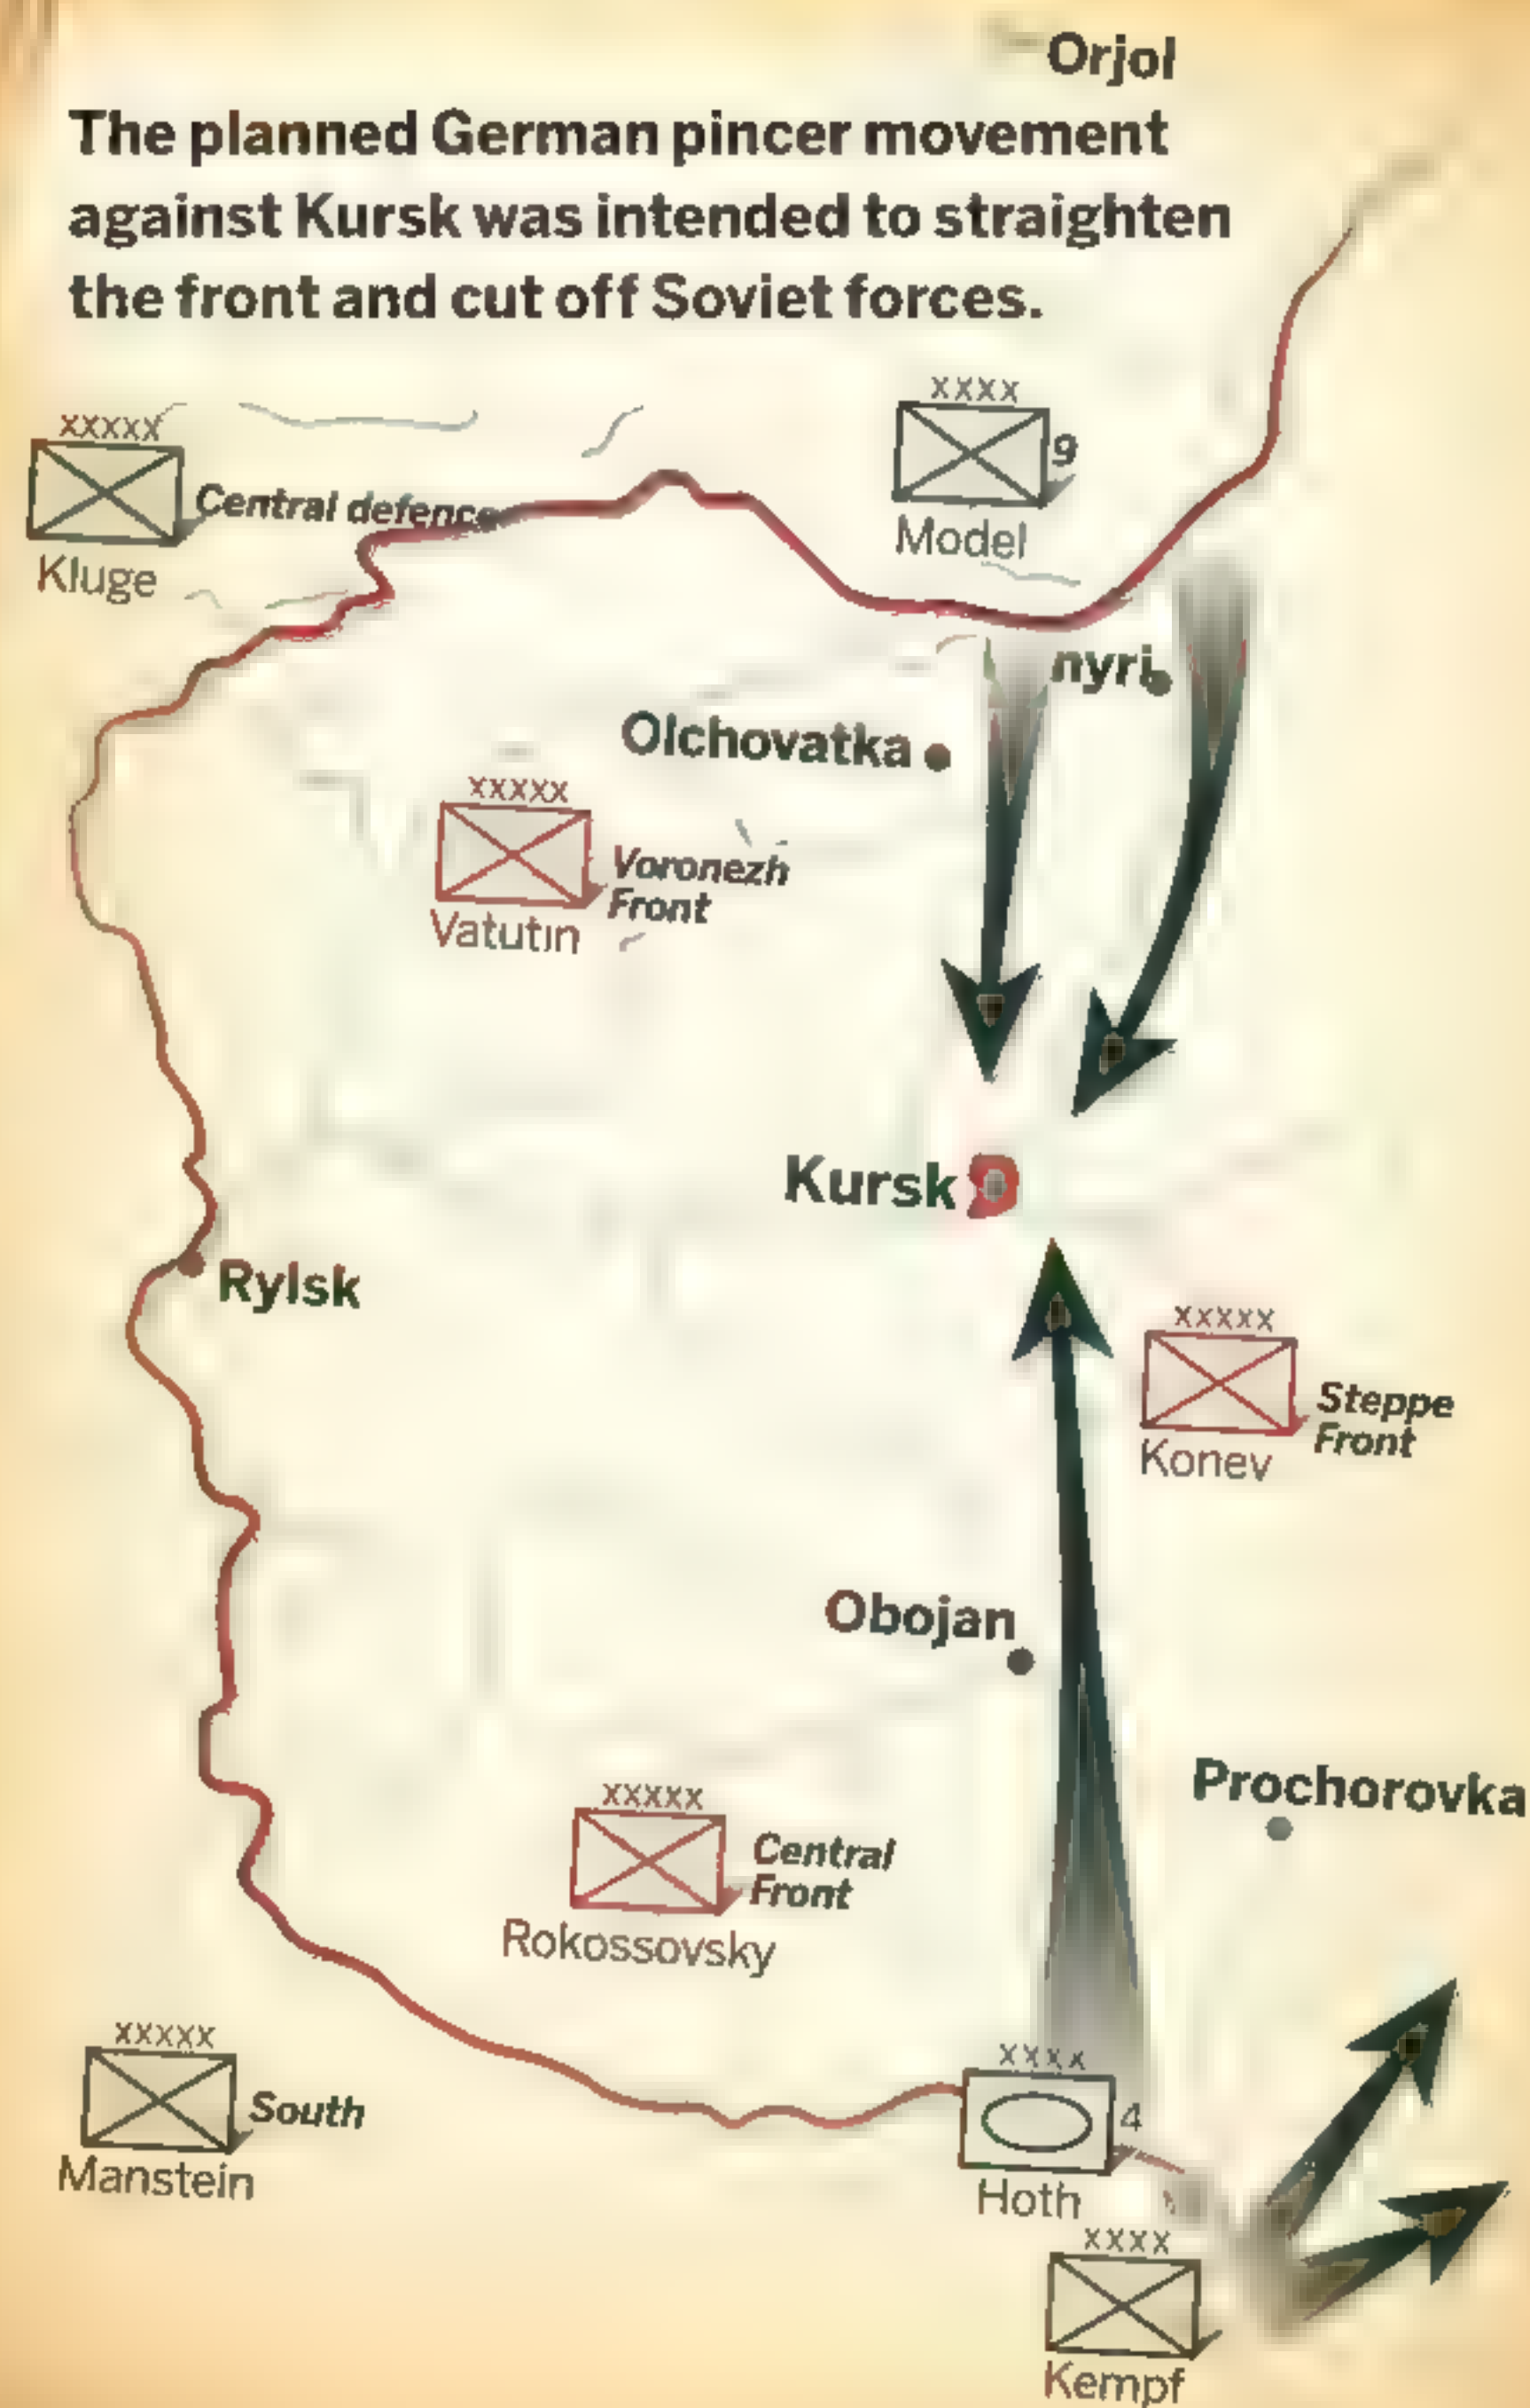 Orjol
The planned German pincer movement
against Kursk was intended to straighten
the front and cut off Soviet forces.
XXXXX
Central defence
Kluge
XXXX
9
Model
nyri
Olchovatka
XXXXX
Voronezh
Front
Vatutin
Kursk
Rylsk
XXXXX
Steppe
Front
Konev
Obojan
Prochorovka
XXXXX
Central
Front
Rokossovsky
XXXXX
South
Manstein
XXXX
4
Hoth
XXXX
Kempf